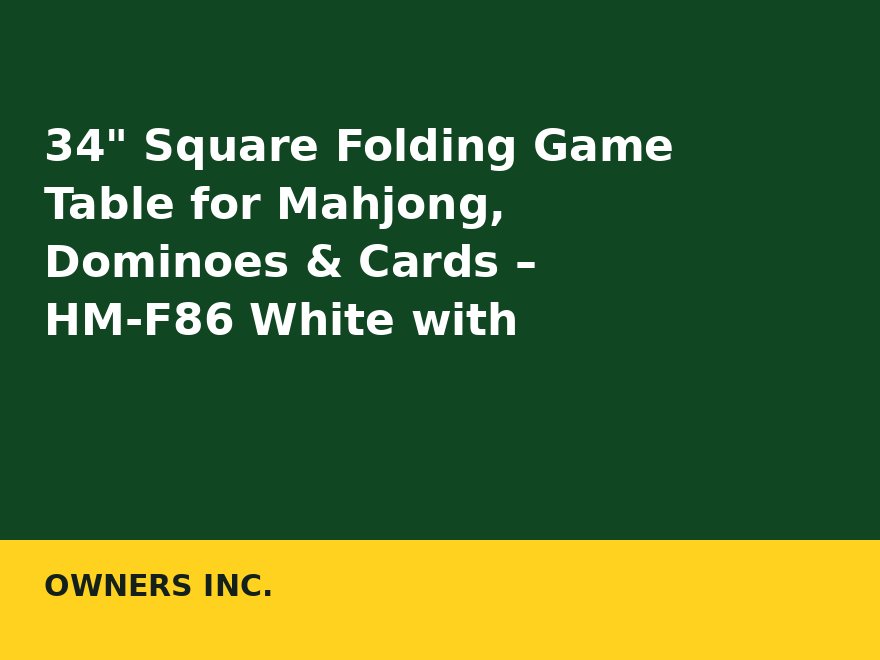 34" Square Folding Game
Table for Mahjong,
Dominoes & Cards –
HM-F86 White with
OWNERS INC.